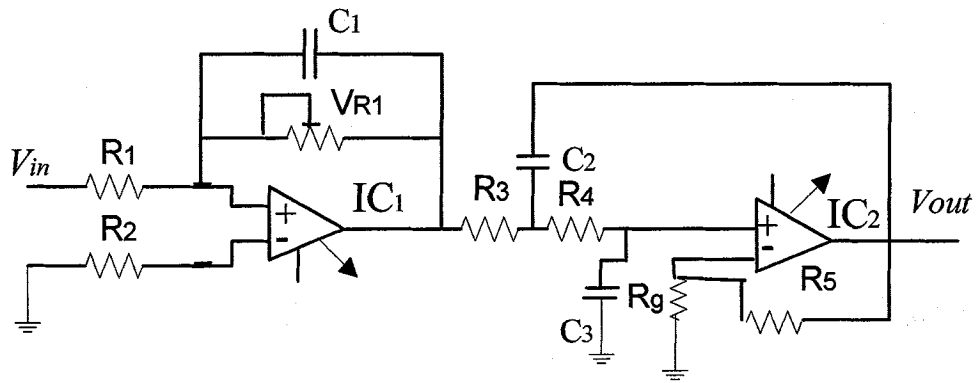 C1
VR1
Vin
R1
IC1
R2
C2
R3
R4
+
-
IC2
Vout
+
-
R5
Rg
C3